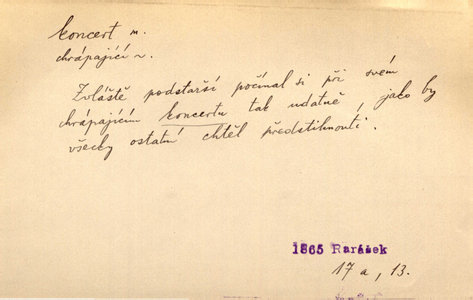 koncert m.
chrápající ~.
Zvláště podstarší počínal si při svém
chrápajícím koncertu tak udatně, jako by
všecky ostatní chtěl předstihnouti.
1865 Rarášek
17a, 13.